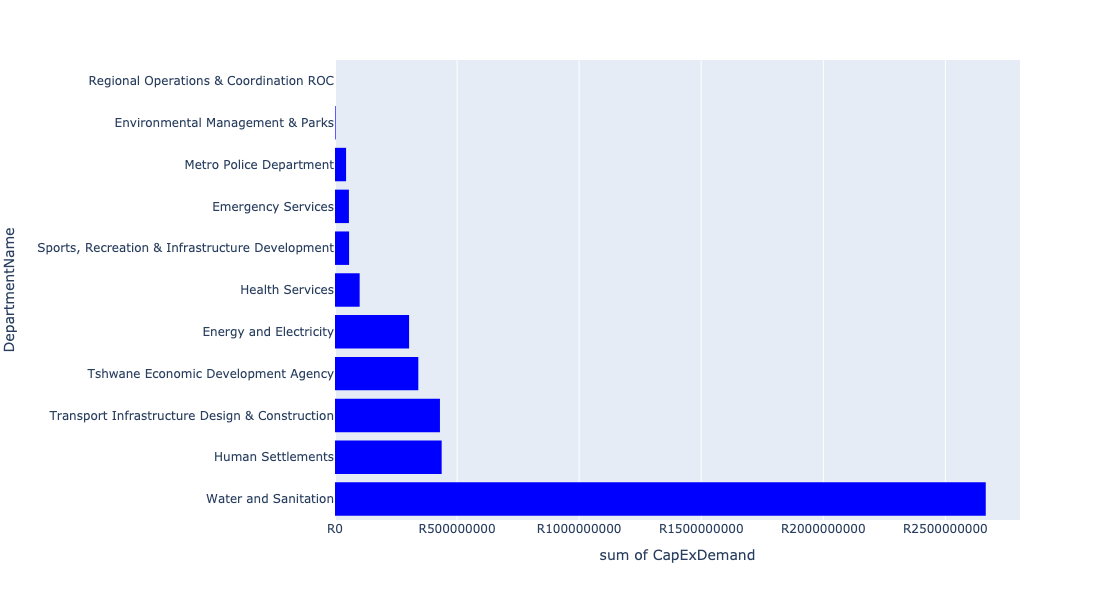 Regional Operations & Coordination ROC
Environmental Management & Parks
Metro Police Department
Emergency Services
Sports, Recreation & Infrastructure Development
Health Services
Energy and Electricity
Tshwane Economic Development Agency
Transport Infrastructure Design & Construction
Human Settlements
Water and Sanitation
DepartmentName
R0 R500000000 R1000000000 R1500000000 R2000000000 R2500000000
sum of CapExDemand